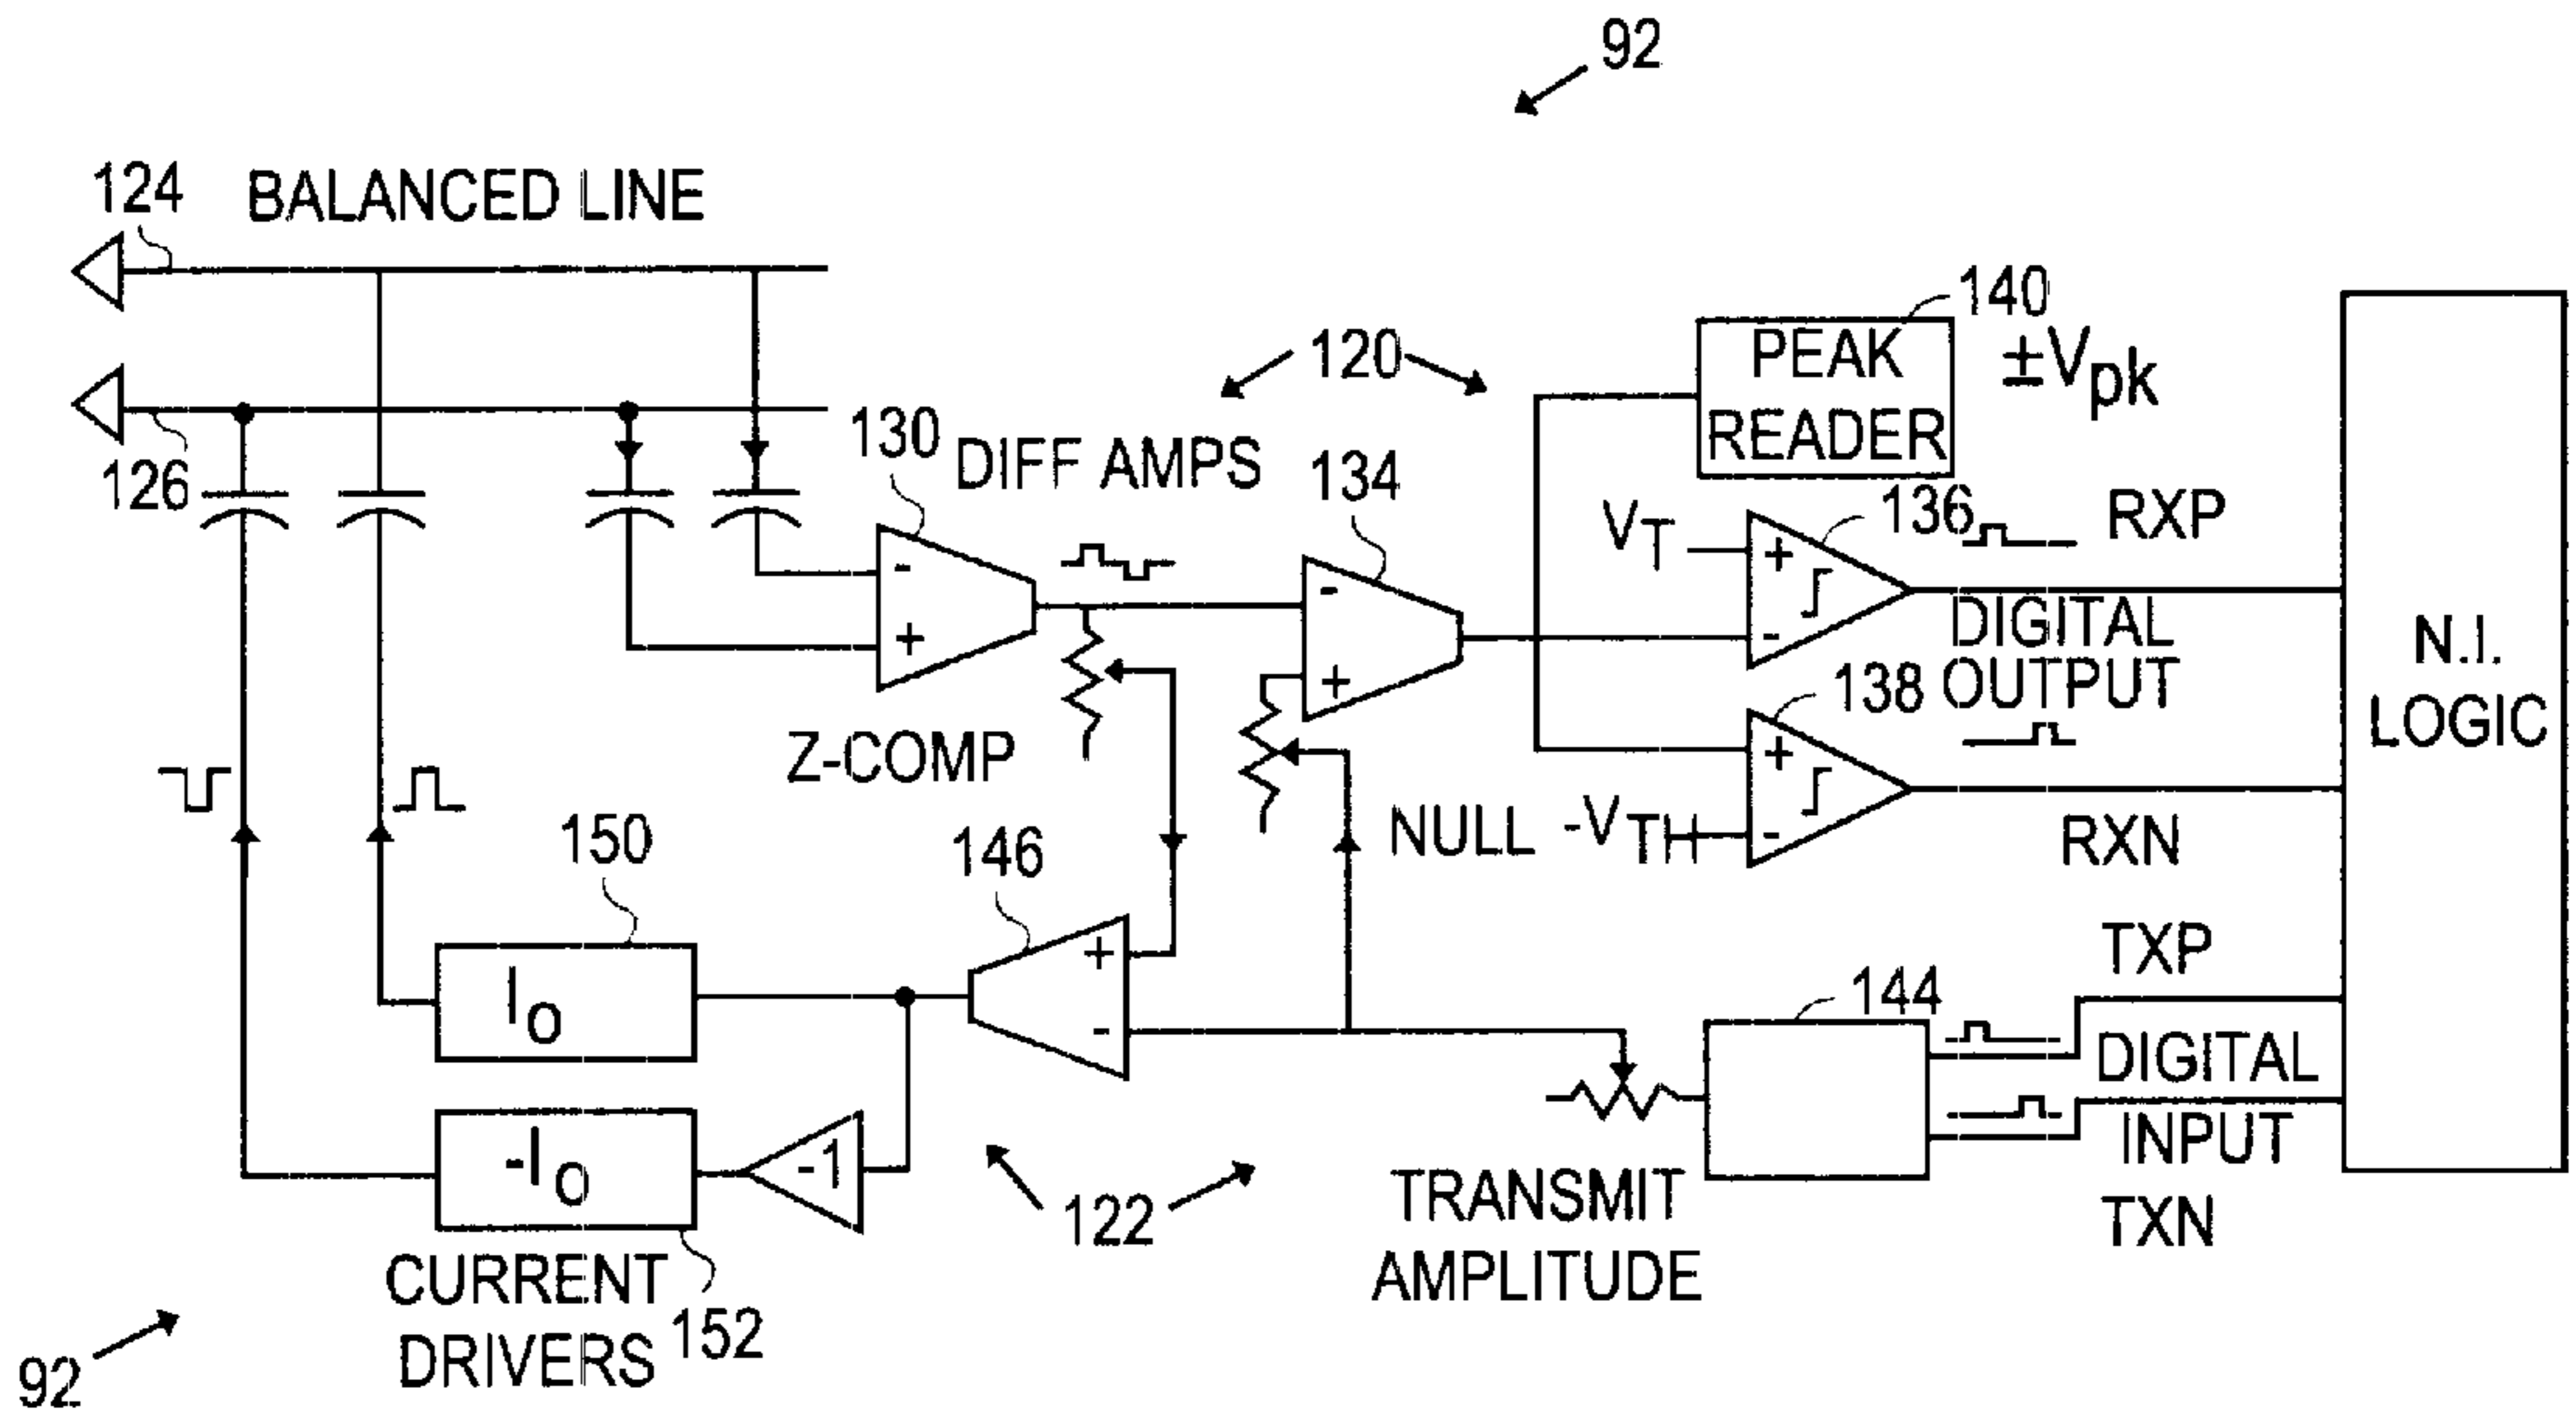 92
124
BALANCED LINE
126
120
140
PEAK
READER
±Vpk
130
DIFF AMPS
134
-
+
-
+
VT
+
-
136
RXP
DIGITAL
OUTPUT
138
+
-
-VTH
RXN
N.I.
LOGIC
Z-COMP
NULL
150
146
+
-
IO
-IO
-1
CURRENT
DRIVERS
152
122
TRANSMIT
AMPLITUDE
144
TXP
DIGITAL
INPUT
TXN
92